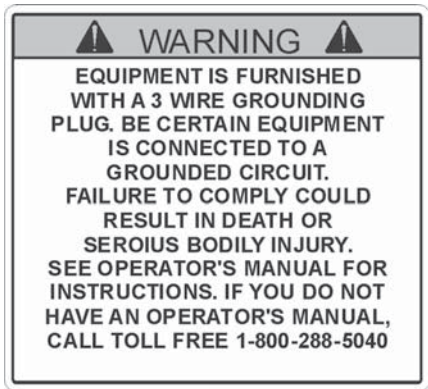 WARNING
EQUIPMENT IS FURNISHED
WITH A 3 WIRE GROUNDING
PLUG. BE CERTAIN EQUIPMENT
IS CONNECTED TO A
GROUNDED CIRCUIT.
FAILURE TO COMPLY COULD
RESULT IN DEATH OR
SEROIUS BODILY INJURY.
SEE OPERATOR'S MANUAL FOR
INSTRUCTIONS. IF YOU DO NOT
HAVE AN OPERATOR'S MANUAL,
CALL TOLL FREE 1-800-288-5040